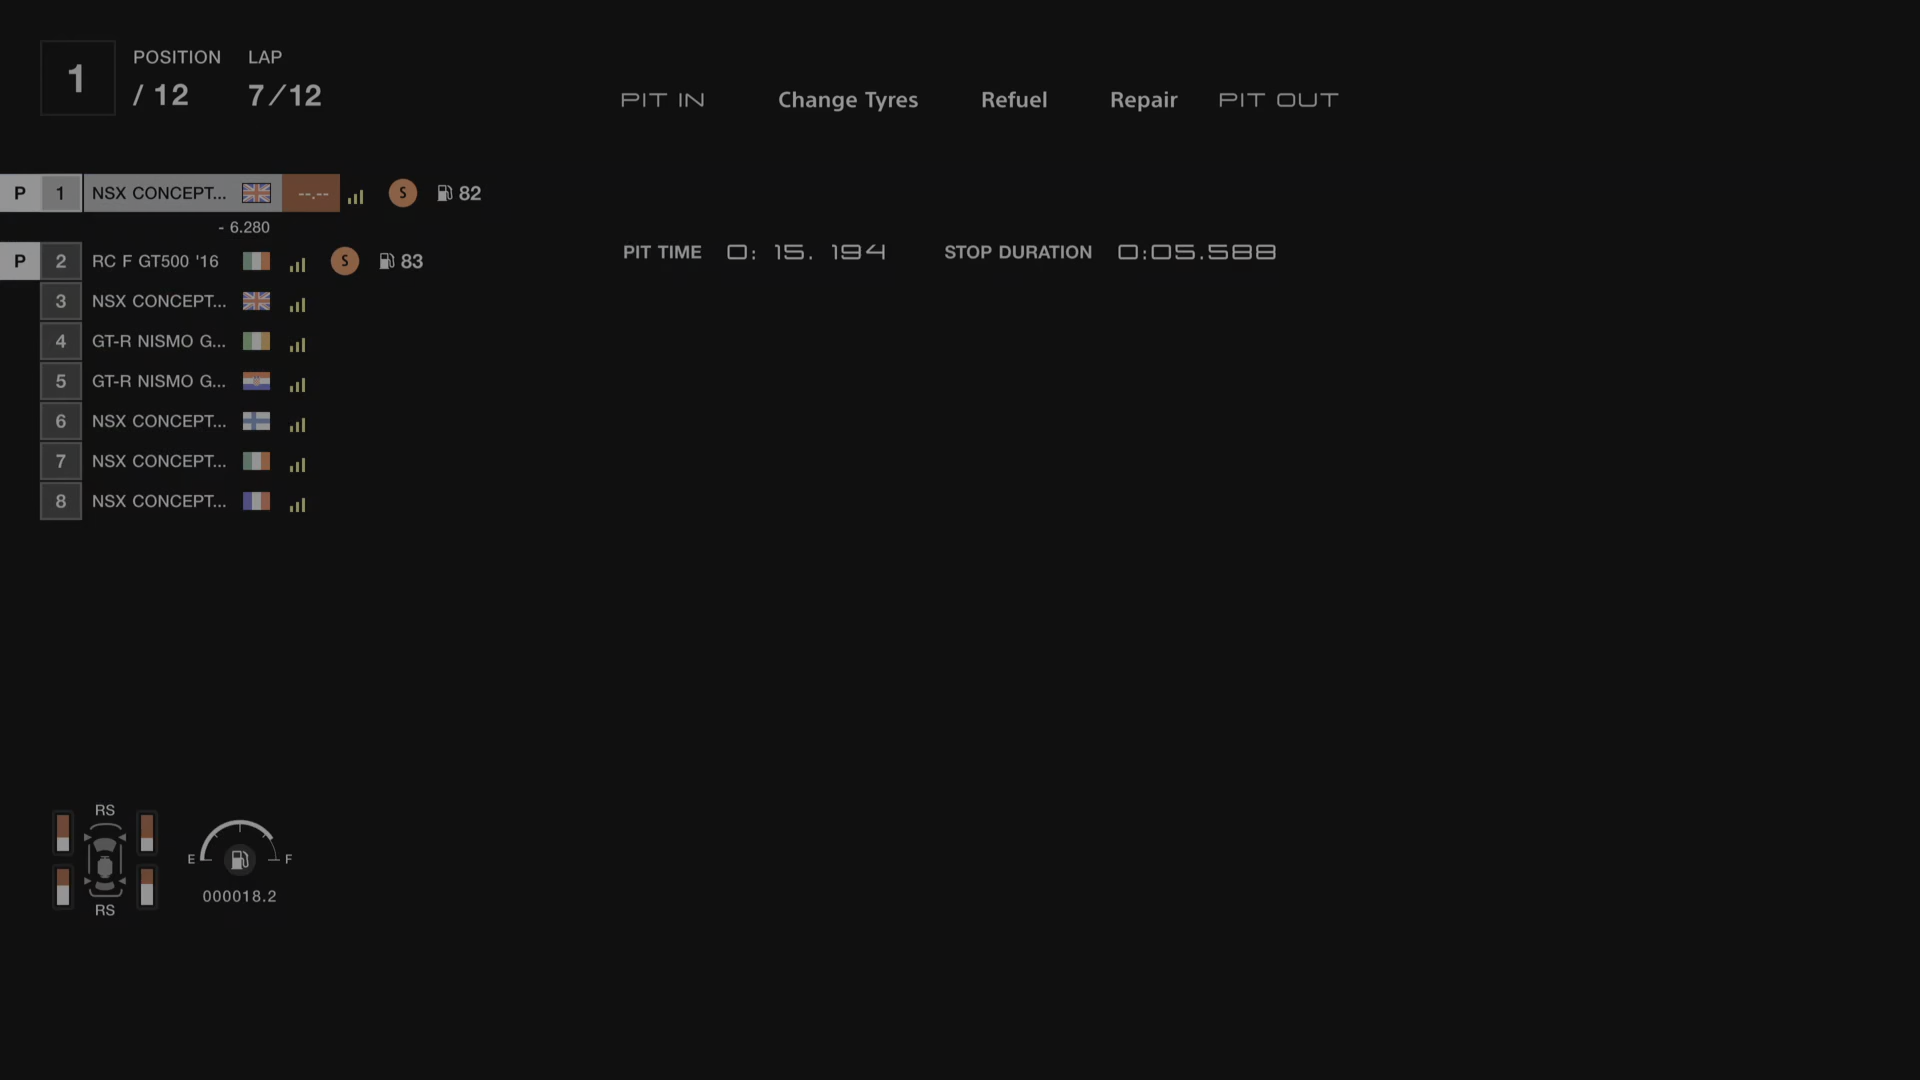 1 POSITION LAP
/ 12 7/12
PIT IN Change Tyres Refuel Repair PIT OUT
P 1 NSX CONCEPT... --.-- S 82
- 6.280
P 2 RC F GT500 '16 S 83
PIT TIME 0: 15. 194 STOP DURATION 0:05.588
3 NSX CONCEPT...
4 GT-R NISMO G...
5 GT-R NISMO G...
6 NSX CONCEPT...
7 NSX CONCEPT...
8 NSX CONCEPT...
RS
E F
000018.2
RS